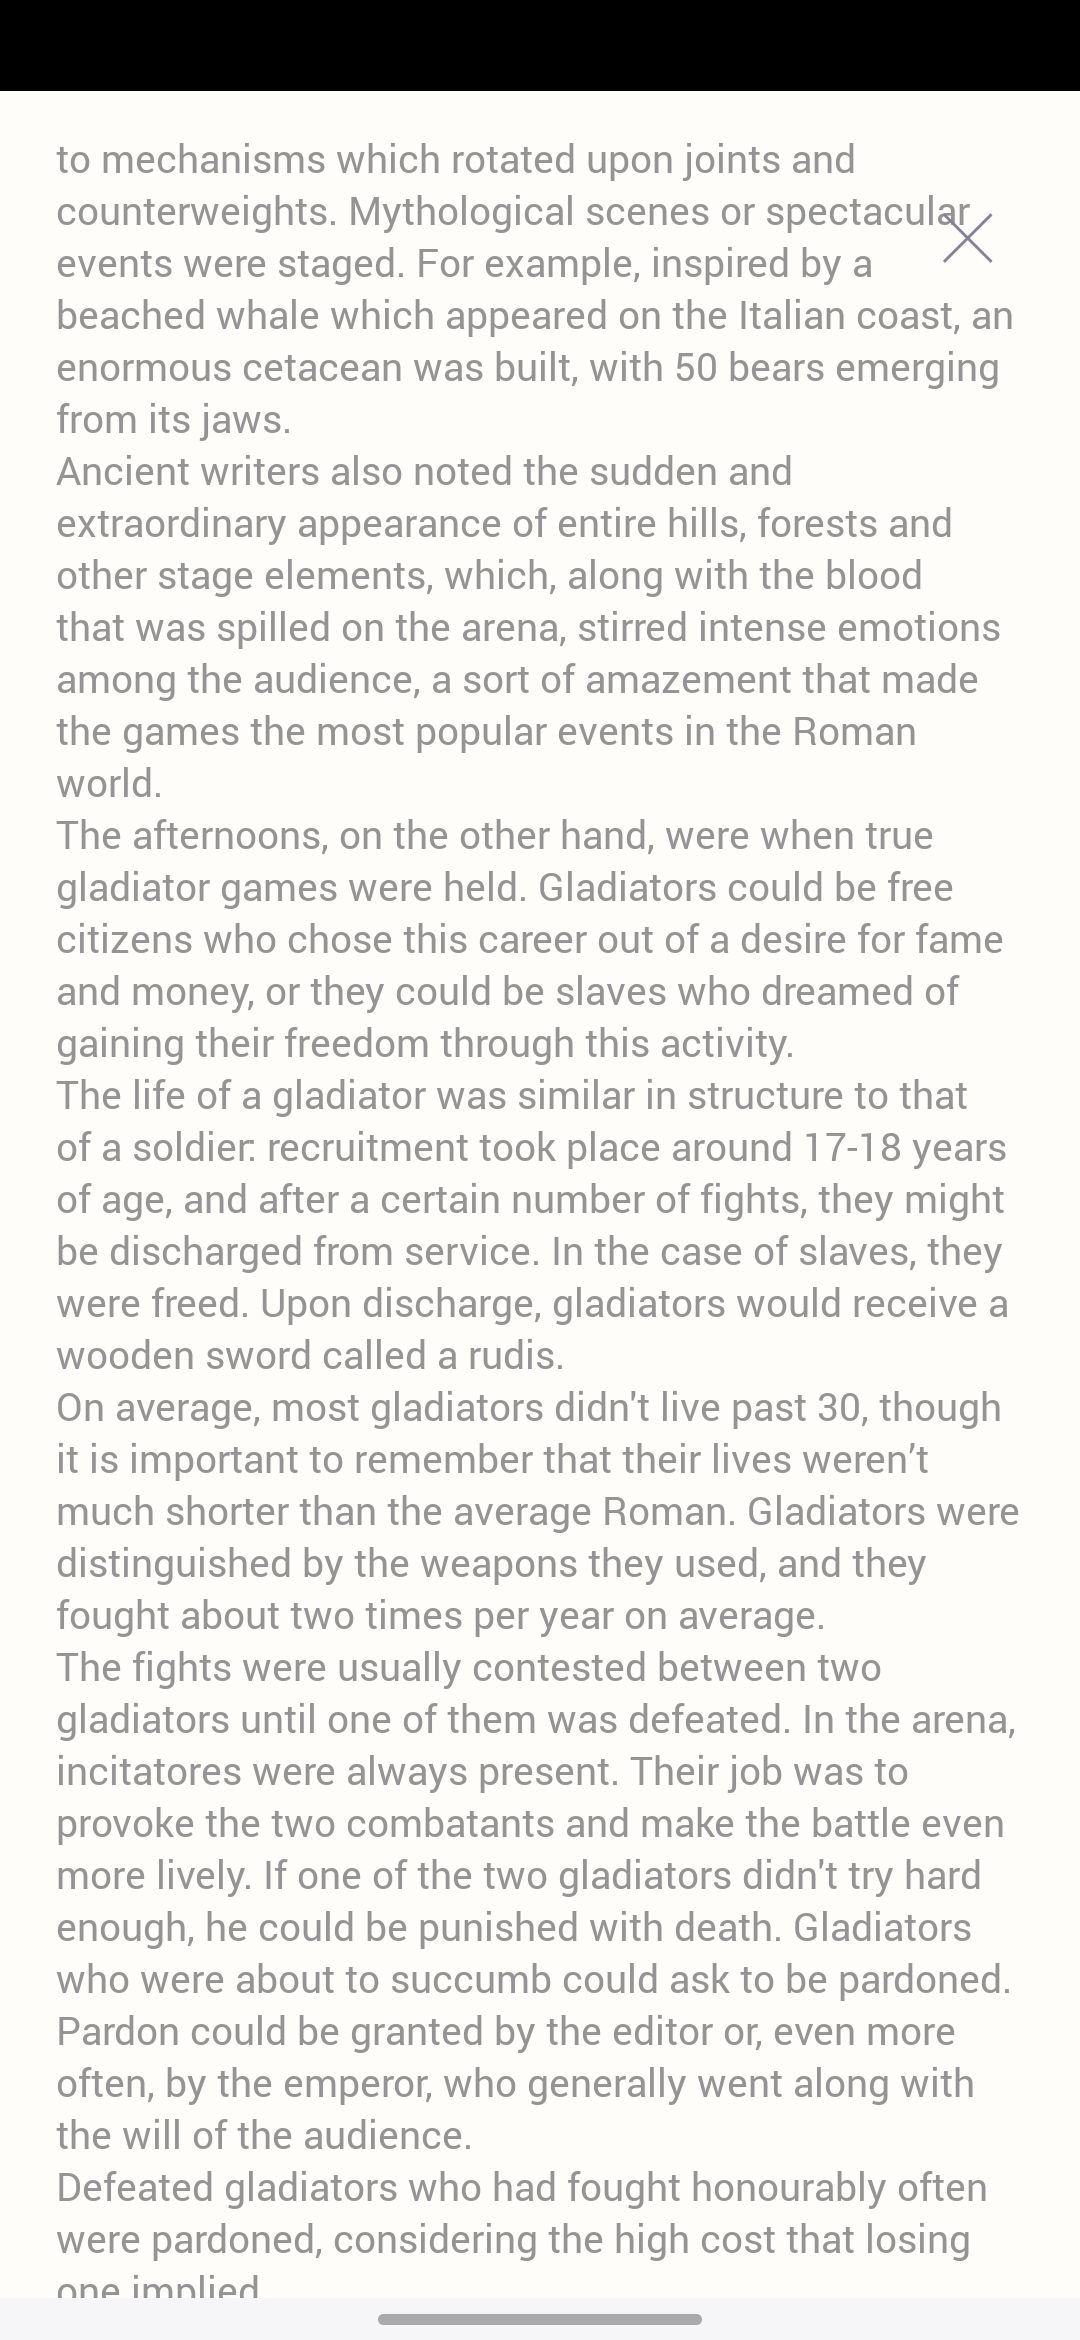 to mechanisms which rotated upon joints and
counterweights. Mythological scenes or spectacular
events were staged. For example, inspired by a
beached whale which appeared on the Italian coast, an
enormous cetacean was built, with 50 bears emerging
from its jaws.
Ancient writers also noted the sudden and
extraordinary appearance of entire hills, forests and
other stage elements, which, along with the blood
that was spilled on the arena, stirred intense emotions
among the audience, a sort of amazement that made
the games the most popular events in the Roman
world.
The afternoons, on the other hand, were when true
gladiator games were held. Gladiators could be free
citizens who chose this career out of a desire for fame
and money, or they could be slaves who dreamed of
gaining their freedom through this activity.
The life of a gladiator was similar in structure to that
of a soldier: recruitment took place around 17-18 years
of age, and after a certain number of fights, they might
be discharged from service. In the case of slaves, they
were freed. Upon discharge, gladiators would receive a
wooden sword called a rudis.
On average, most gladiators didn't live past 30, though
it is important to remember that their lives weren’t
much shorter than the average Roman. Gladiators were
distinguished by the weapons they used, and they
fought about two times per year on average.
The fights were usually contested between two
gladiators until one of them was defeated. In the arena,
incitatores were always present. Their job was to
provoke the two combatants and make the battle even
more lively. If one of the two gladiators didn't try hard
enough, he could be punished with death. Gladiators
who were about to succumb could ask to be pardoned.
Pardon could be granted by the editor or, even more
often, by the emperor, who generally went along with
the will of the audience.
Defeated gladiators who had fought honourably often
were pardoned, considering the high cost that losing
one implied